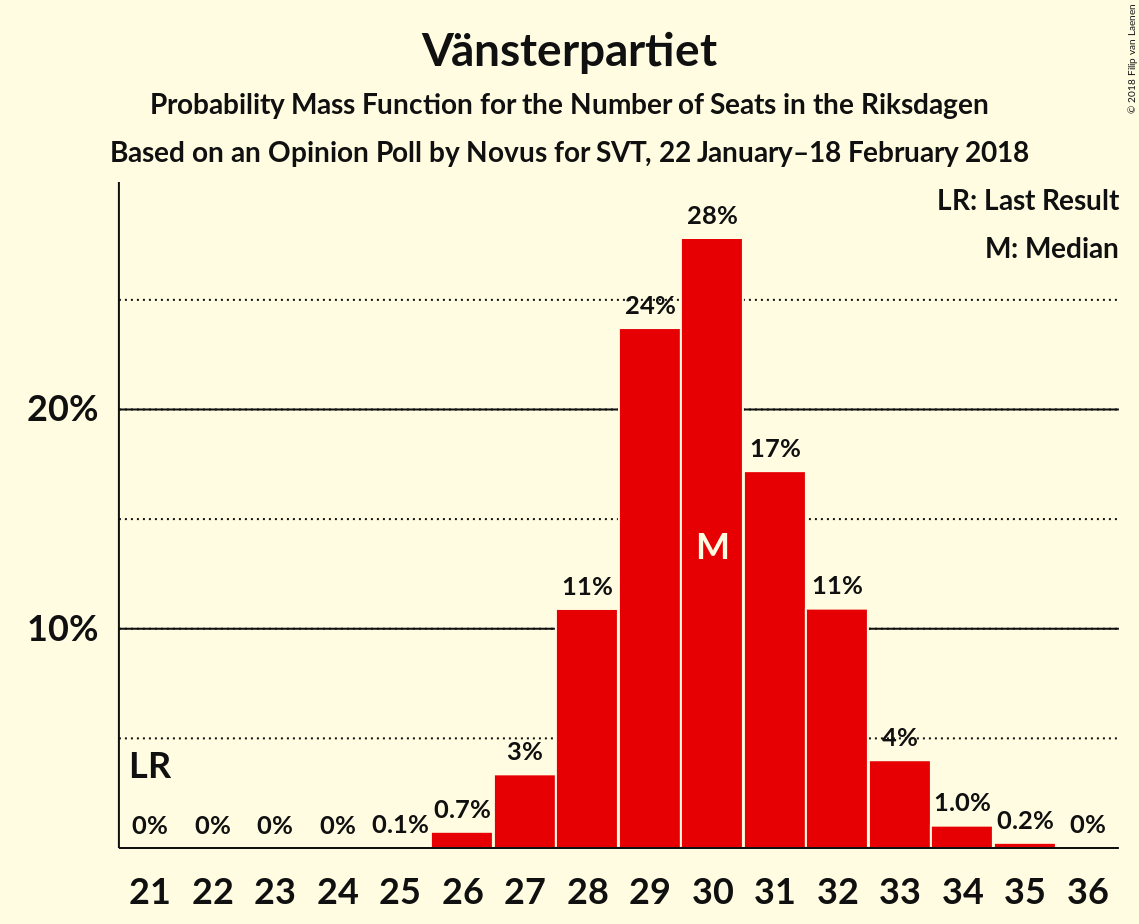 Vänsterpartiet
Probability Mass Function for the Number of Seats in the Riksdagen
Based on an Opinion Poll by Novus for SVT, 22 January–18 February 2018
© 2018 Filip van Laenen
LR: Last Result
M: Median
28%
24%
20%
17%
M
11%
11%
10%
3%
4%
LR
0%
0%
0%
0%
0.1%
0.7%
1.0%
0.2%
0%
21 22 23 24 25 26 27 28 29 30 31 32 33 34 35 36